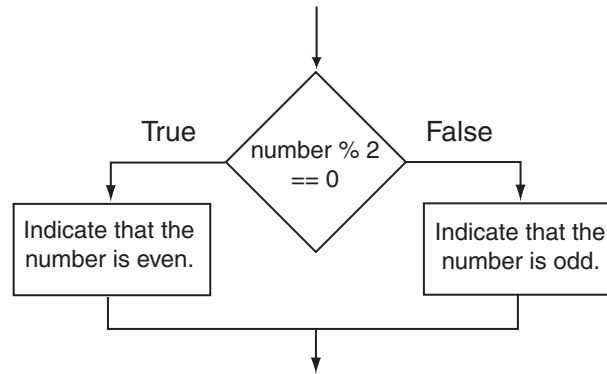 True
False
number % 2
== 0
Indicate that the
number is even.
Indicate that the
number is odd.